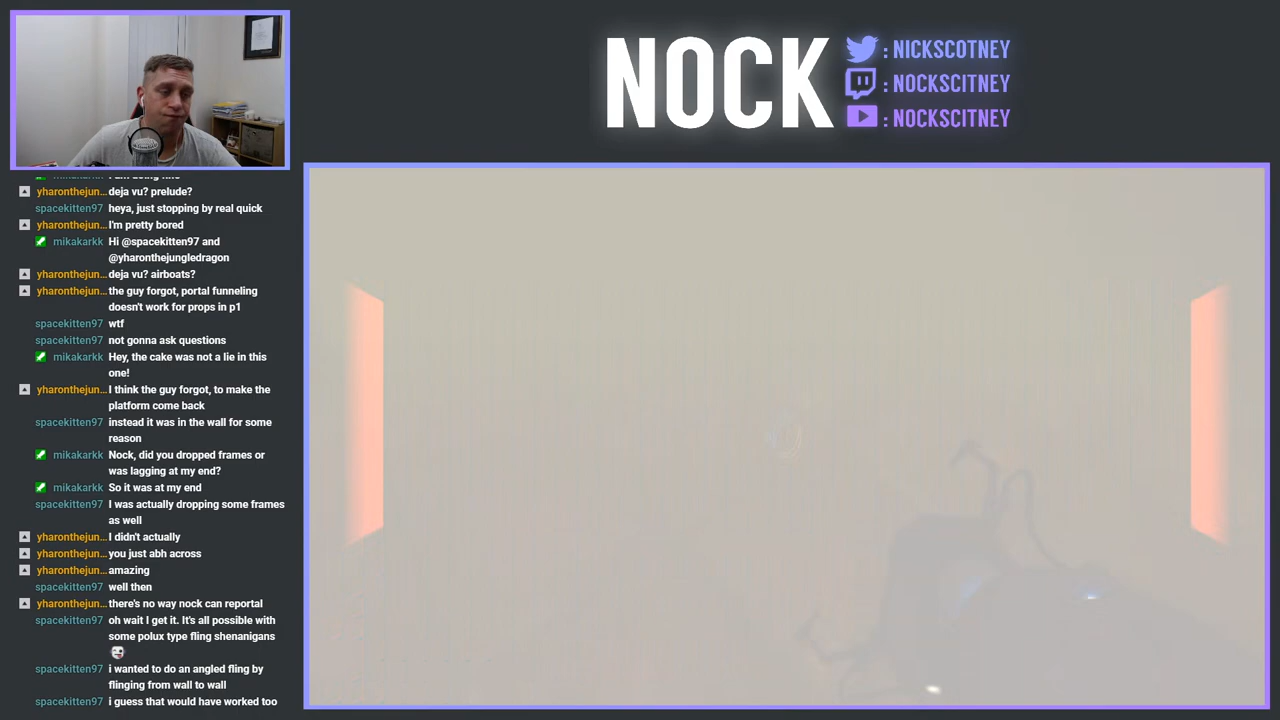 NOCK
: NICKSCOTNEY
: NOCKSCITNEY
: NOCKSCITNEY
yharonthejun... deja vu? prelude?
spacekitten97 heya, just stopping by real quick
yharonthejun... I'm pretty bored
mikakarkk Hi @spacekitten97 and
@yharonthejungledragon
yharonthejun... deja vu? airboats?
yharonthejun... the guy forgot, portal funneling
doesn't work for props in p1
spacekitten97 wtf
spacekitten97 not gonna ask questions
mikakarkk Hey, the cake was not a lie in this
one!
yharonthejun... I think the guy forgot, to make the
platform come back
spacekitten97 instead it was in the wall for some
reason
mikakarkk Nock, did you dropped frames or
was lagging at my end?
mikakarkk So it was at my end
spacekitten97 I was actually dropping some frames
as well
yharonthejun... I didn't actually
yharonthejun... you just abh across
yharonthejun... amazing
spacekitten97 well then
yharonthejun... there's no way nock can reportal
spacekitten97 oh wait I get it. It's all possible with
some polux type fling shenanigans
spacekitten97 i wanted to do an angled fling by
flinging from wall to wall
spacekitten97 i guess that would have worked too